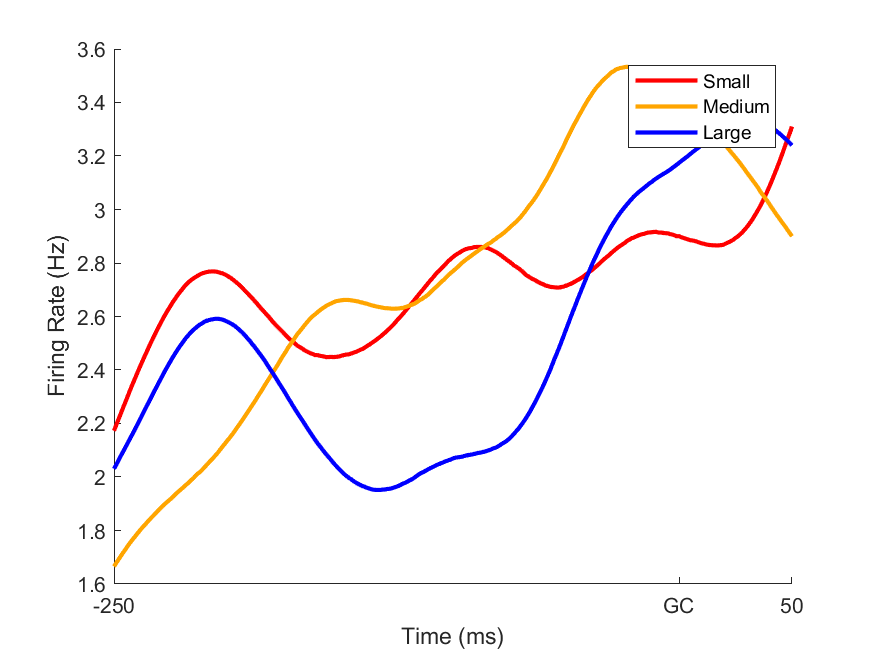 3.6
3.4
3.2
3
2.8
2.6
2.4
2.2
2
1.8
1.6
Firing Rate (Hz)
Small
Medium
Large
-250
GC
50
Time (ms)